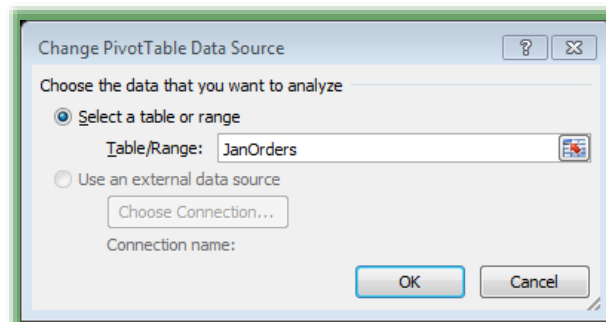 Change PivotTable Data Source
Choose the data that you want to analyze
Select a table or range
Table/Range: JanOrders
Use an external data source
Choose Connection...
Connection name:
OK Cancel